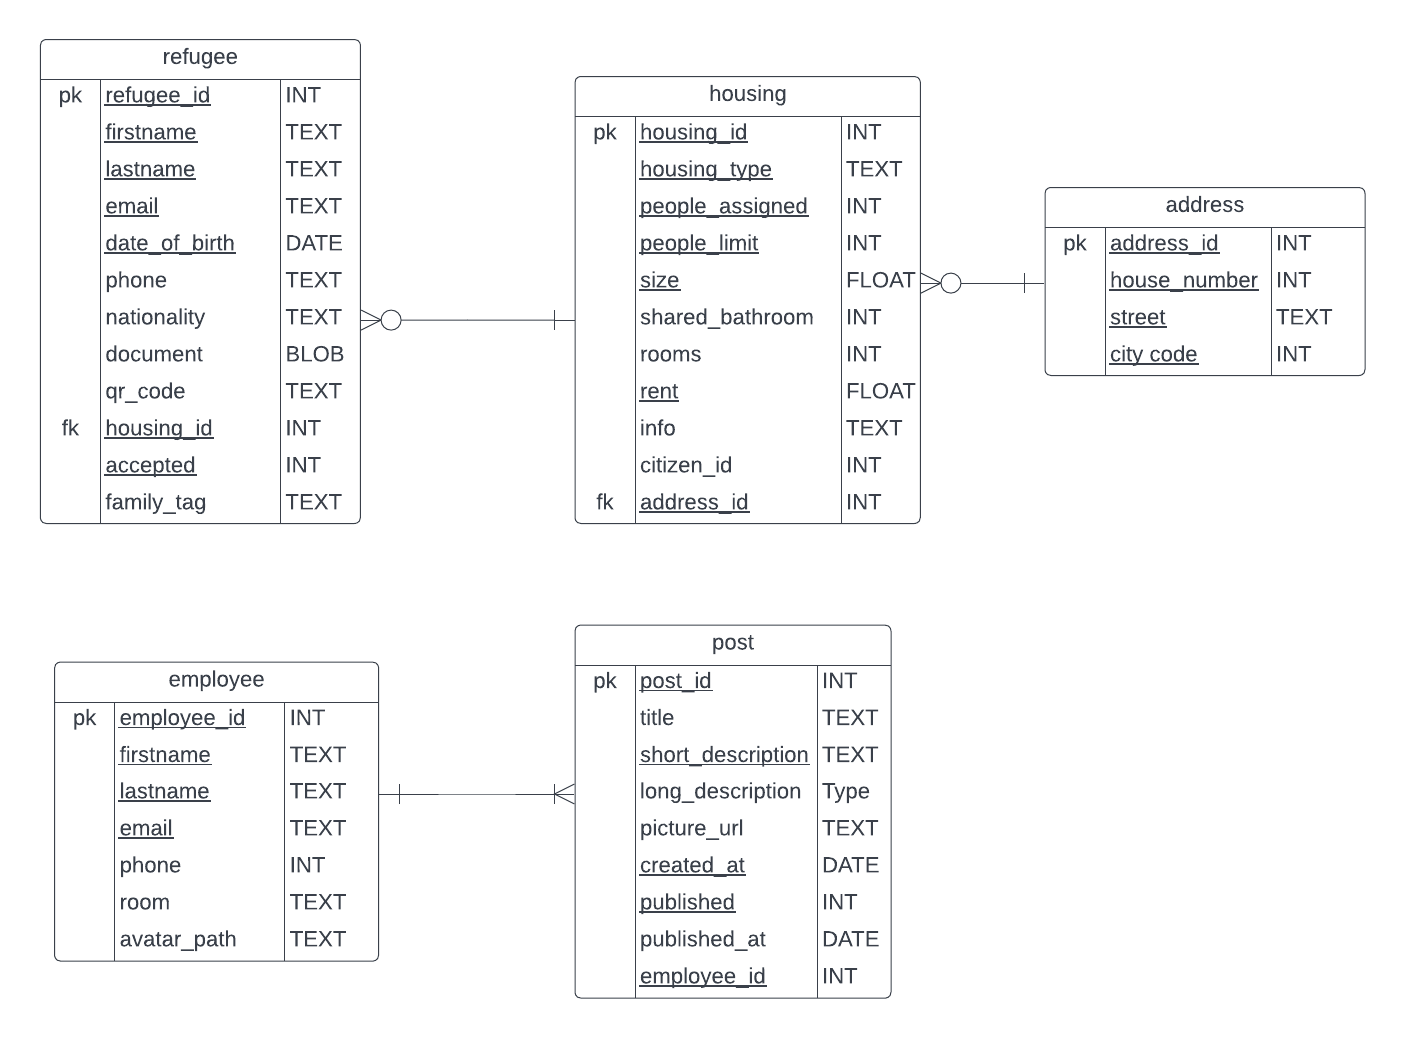 refugee
pk refugee_id INT
firstname TEXT
lastname TEXT
email TEXT
date_of_birth DATE
phone TEXT
nationality TEXT
document BLOB
qr_code TEXT
fk housing_id INT
accepted INT
family_tag TEXT
housing
pk housing_id INT
housing_type TEXT
people_assigned INT
people_limit INT
size FLOAT
shared_bathroom INT
rooms INT
rent FLOAT
info TEXT
citizen_id INT
fk address_id INT
address
pk address_id INT
house_number INT
street TEXT
city code INT
employee
pk employee_id INT
firstname TEXT
lastname TEXT
email TEXT
phone INT
room TEXT
avatar_path TEXT
post
pk post_id INT
title TEXT
short_description TEXT
long_description Type
picture_url TEXT
created_at DATE
published INT
published_at DATE
employee_id INT